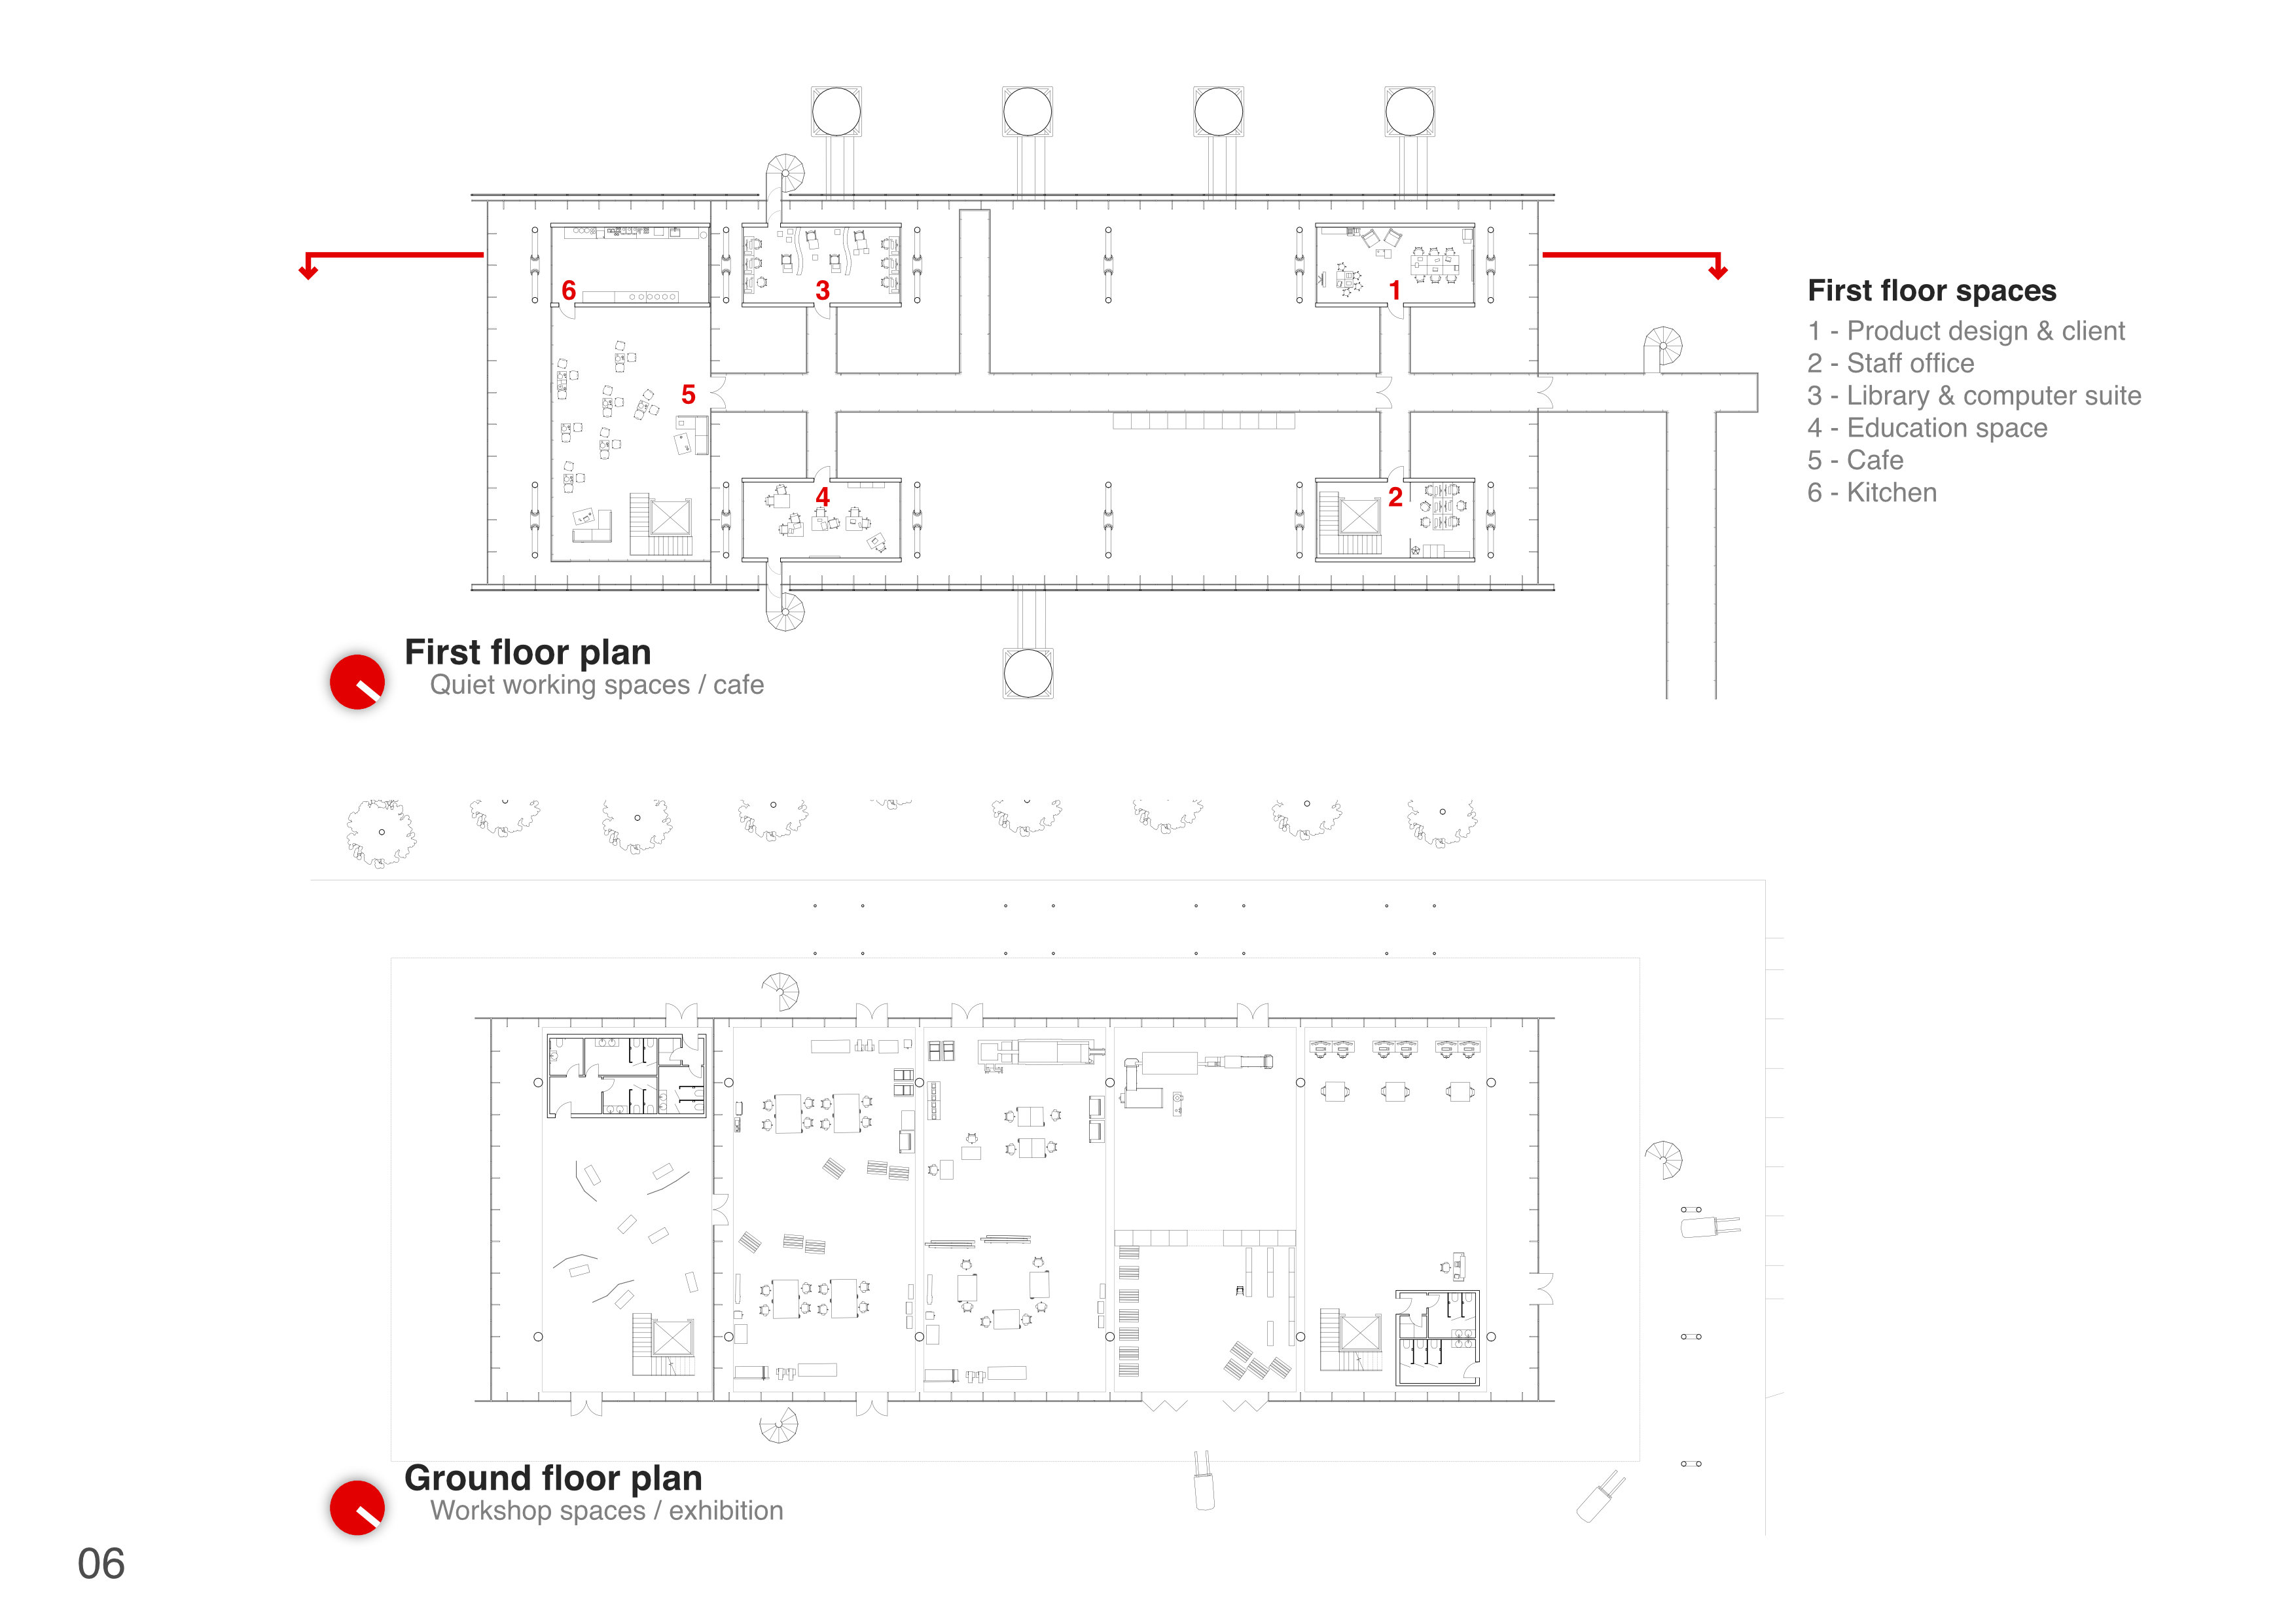 6
3
1
5
4
2
First floor spaces
1 - Product design & client
2 - Staff office
3 - Library & computer suite
4 - Education space
5 - Cafe
6 - Kitchen
First floor plan
Quiet working spaces / cafe
Ground floor plan
Workshop spaces / exhibition
06